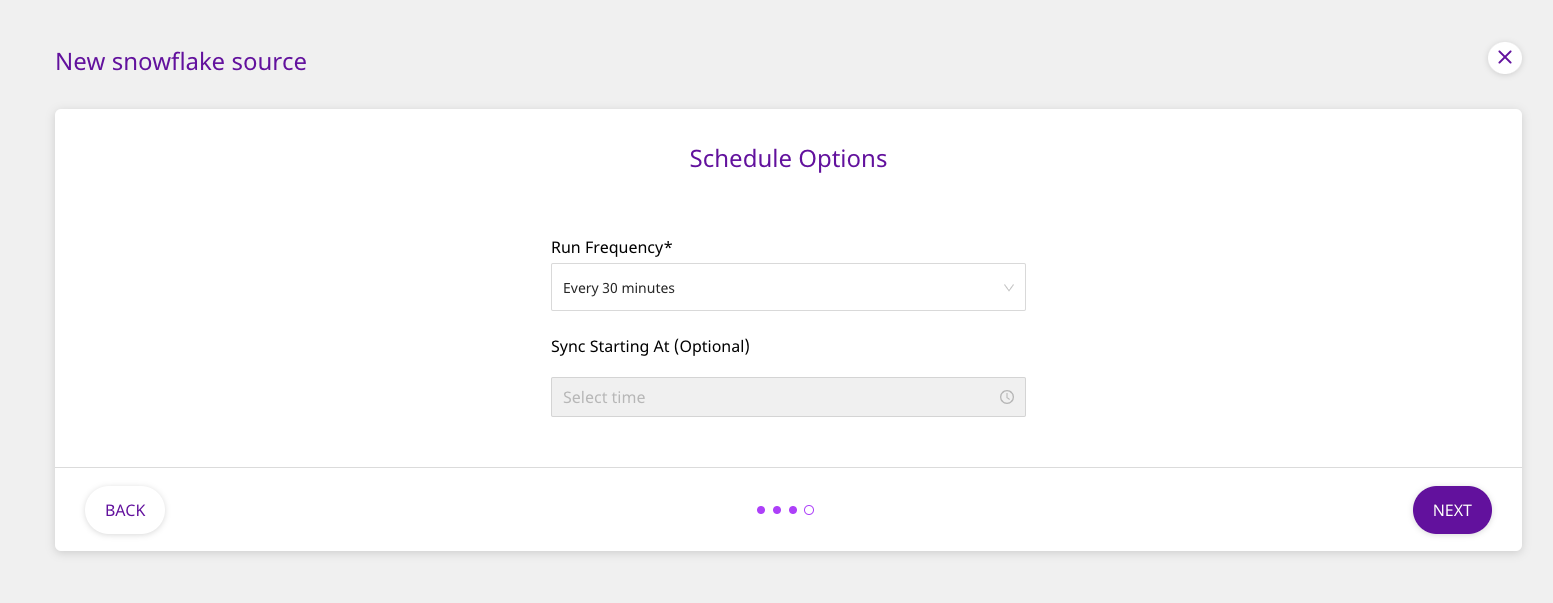 New snowflake source
Schedule Options
Run Frequency*
Every 30 minutes
Sync Starting At (Optional)
Select time
BACK
NEXT